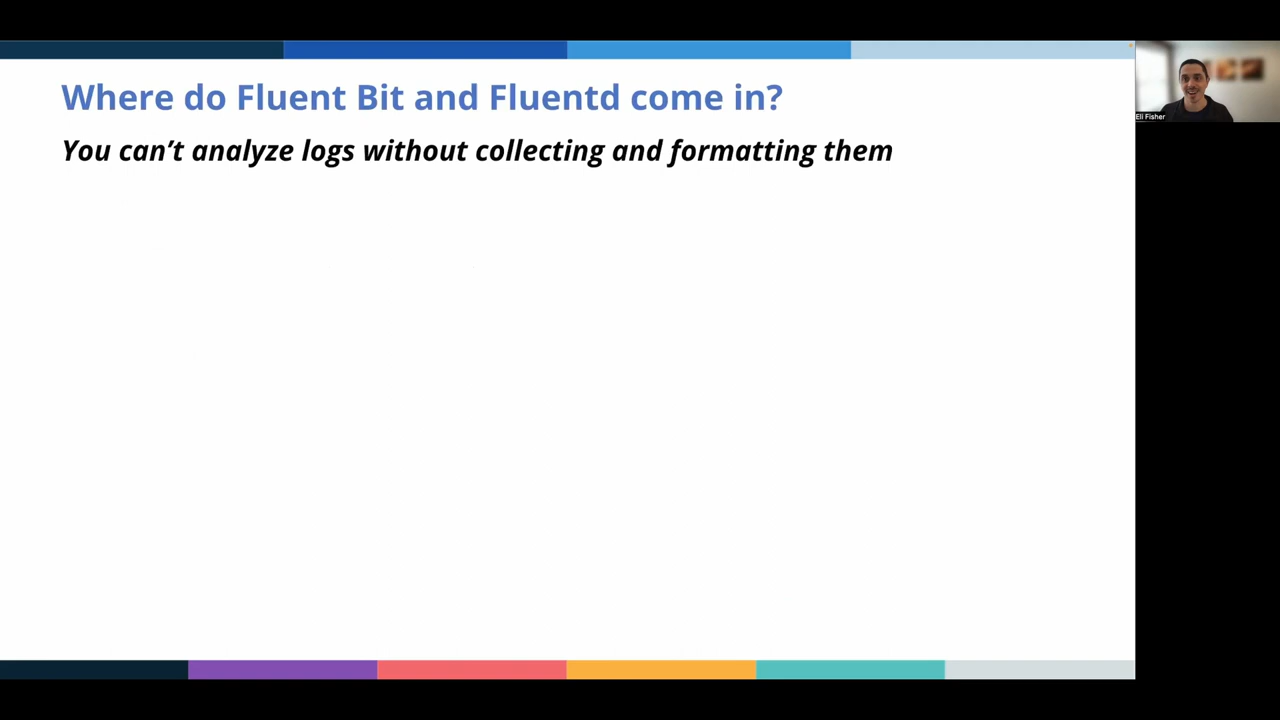 Where do Fluent Bit and Fluentd come in?
You can't analyze logs without collecting and formatting them
Eli Fisher